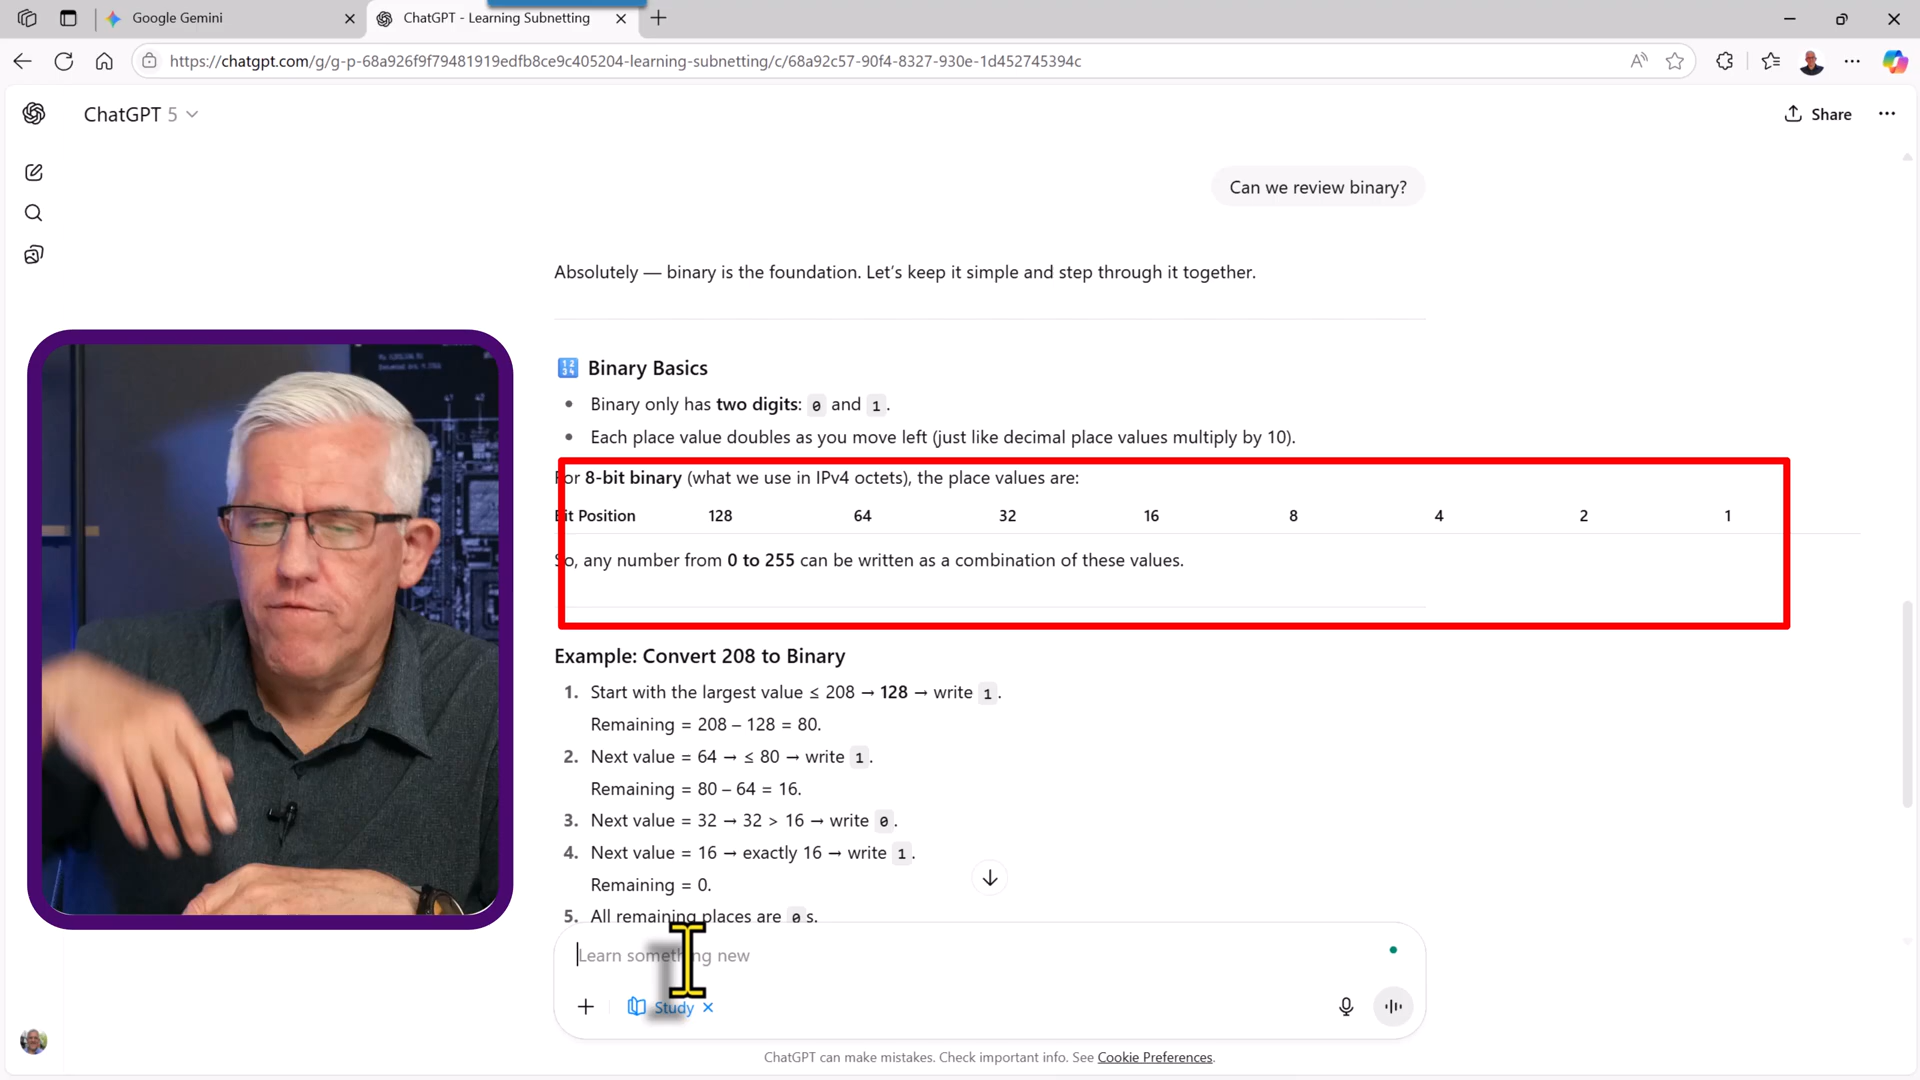 Google Gemini
ChatGPT - Learning Subnetting
https://chatgpt.com/g/g-p-68a926f9f79481919edfb8ce9c405204-learning-subnetting/c/68a92c57-90f4-8327-930e-1d452745394c
ChatGPT 5
Share
Can we review binary?
Absolutely — binary is the foundation. Let's keep it simple and step through it together.
Binary Basics
• Binary only has two digits: 0 and 1.
• Each place value doubles as you move left (just like decimal place values multiply by 10).
For 8-bit binary (what we use in IPv4 octets), the place values are:
Bit Position 128 64 32 16 8 4 2 1
So, any number from 0 to 255 can be written as a combination of these values.
Example: Convert 208 to Binary
1. Start with the largest value ≤ 208 → 128 → write 1.
Remaining = 208 – 128 = 80.
2. Next value = 64 → ≤ 80 → write 1.
Remaining = 80 – 64 = 16.
3. Next value = 32 → 32 > 16 → write 0.
4. Next value = 16 → exactly 16 → write 1.
Remaining = 0.
5. All remaining places are 0s.
Learn something new
Study
ChatGPT can make mistakes. Check important info. See Cookie Preferences.